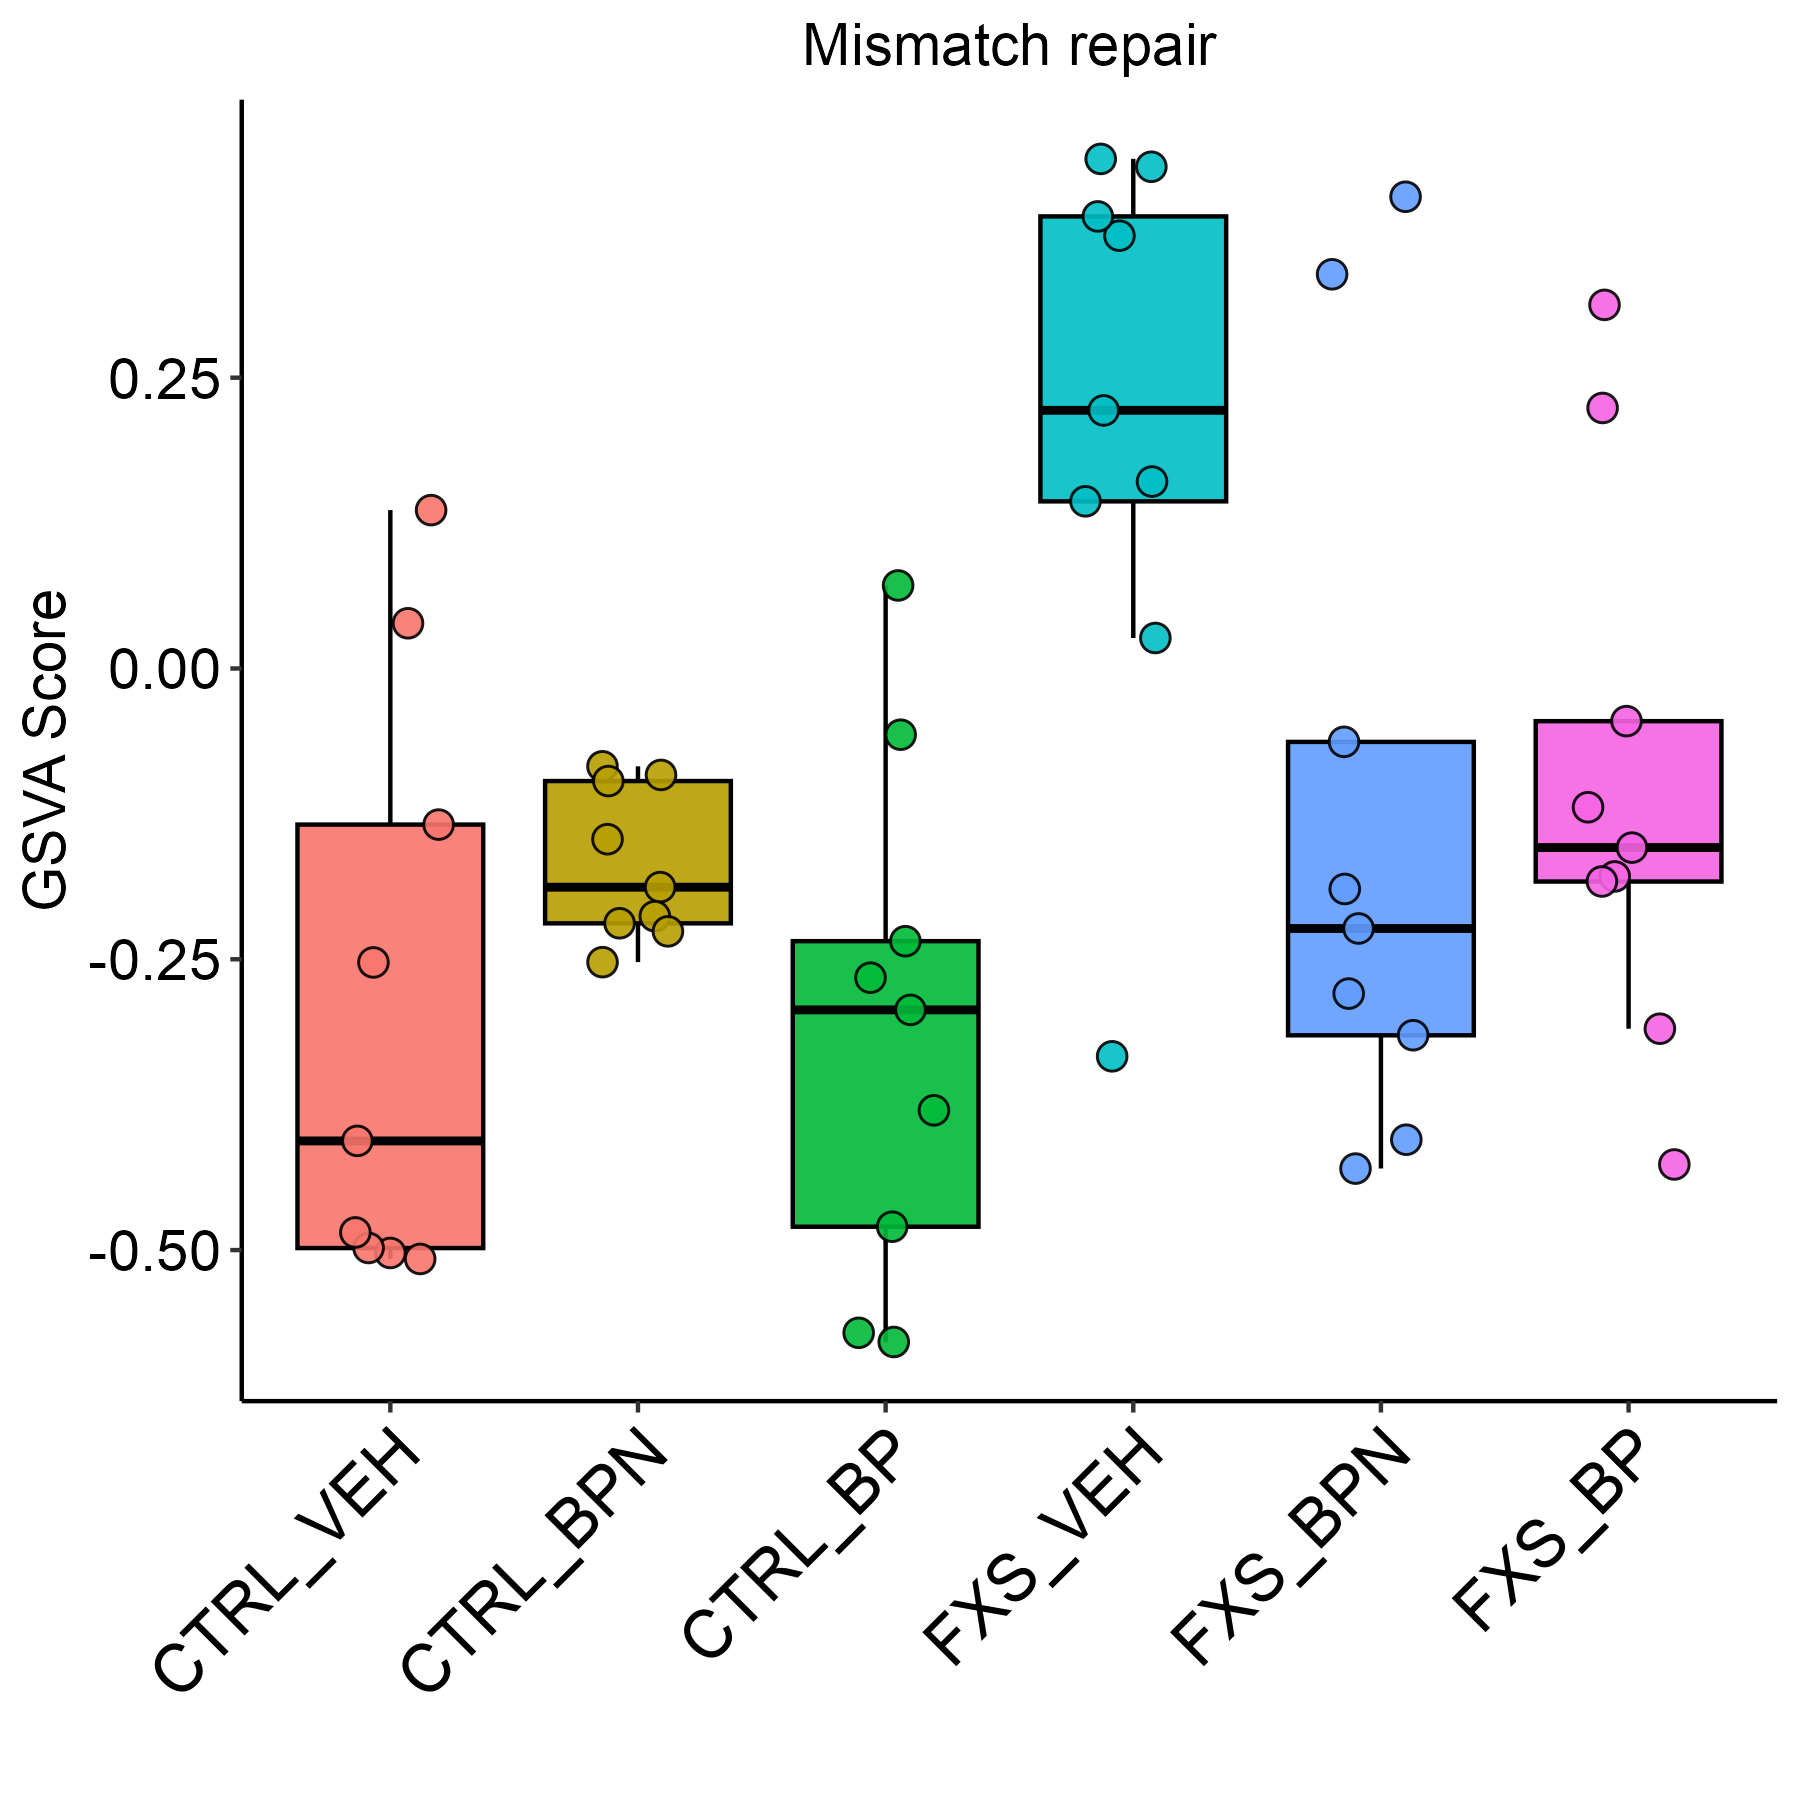 Mismatch repair
GSVA Score
0.25
0.00
-0.25
-0.50
CTRL_VEH
CTRL_BPN
CTRL_BP
FXS_VEH
FXS_BPN
FXS_BP